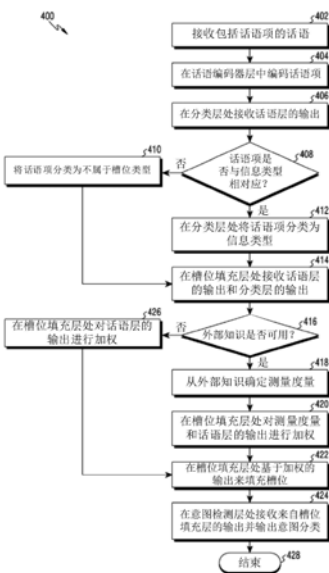 400
402
接收包括话语项的话语
404
在话语编码器层中编码话语项
406
在分类层处接收话语层的输出
408
话语项是
否与信息类型
相对应?
否
410
将话语项分类为不属于槽位类型
是
412
在分类层处将话语项分类为
信息类型
414
在槽位填充层处接收话语层
的输出和分类层的输出
416
外部知识是否可用?
否
426
在槽位填充层处对话语层的
输出进行加权
是
418
从外部知识确定测量度量
420
在槽位填充层处对测量度量
和话语层的输出进行加权
422
在槽位填充层处基于加权的
输出来填充槽位
424
在意图检测层处接收来自槽位
填充层的输出并输出意图分类
428
结束